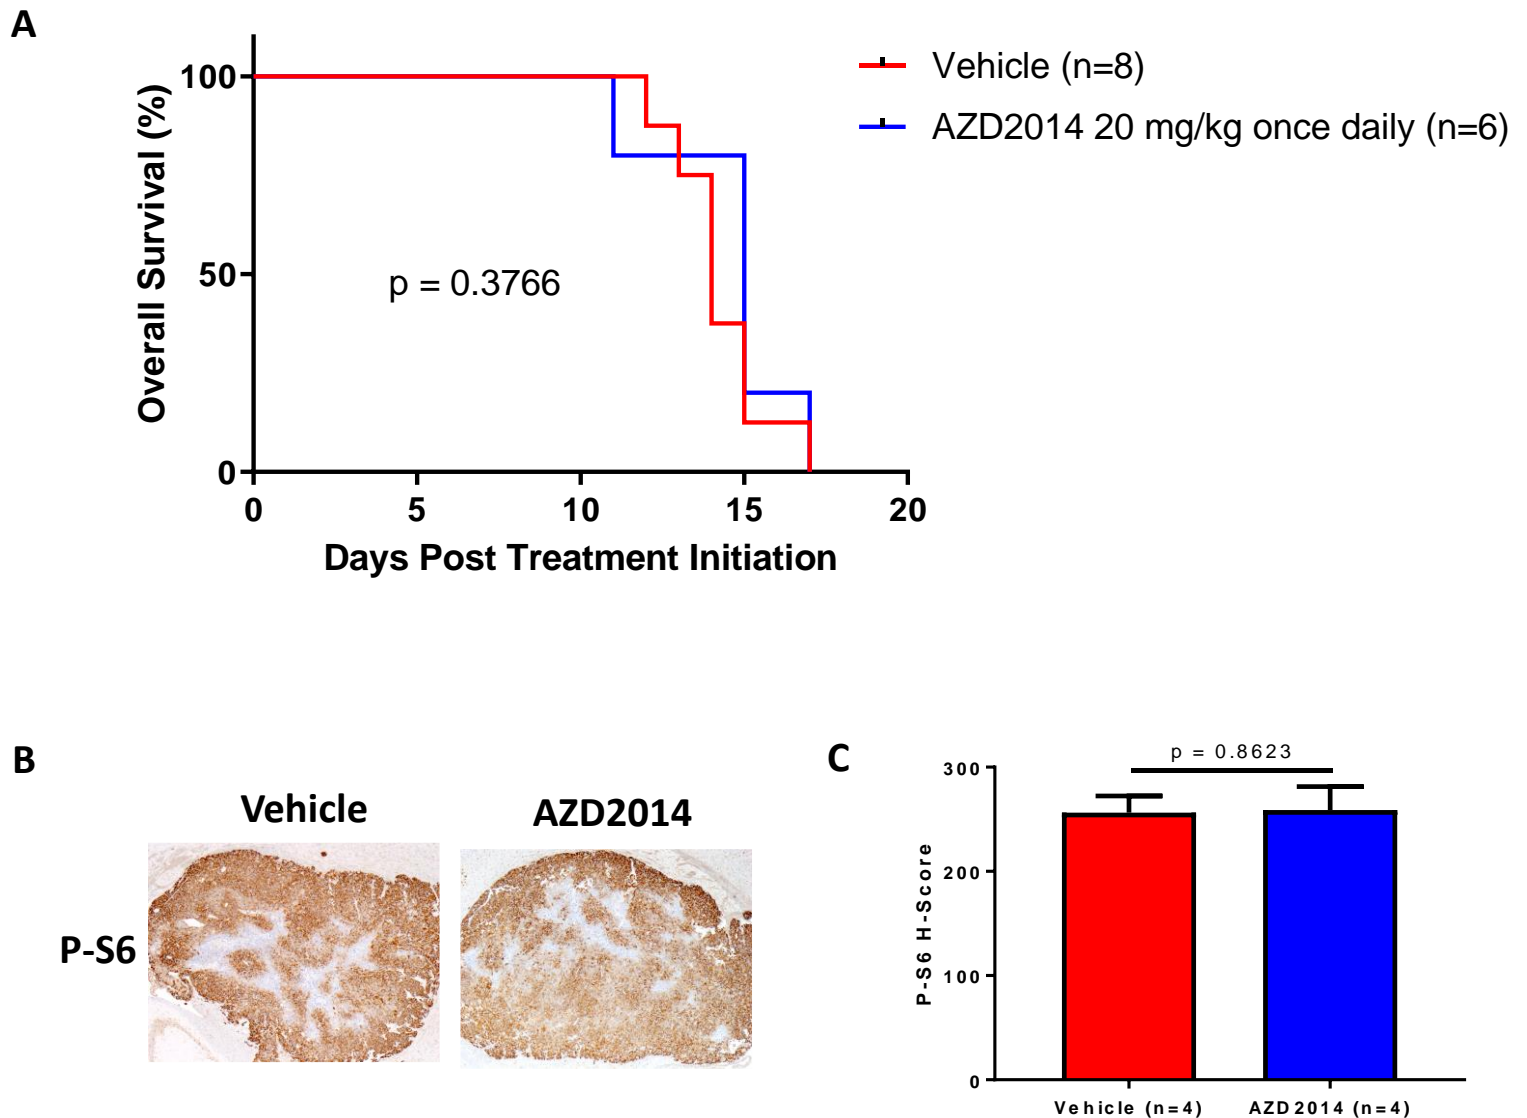 A
Vehicle (n=8)
AZD2014 20 mg/kg once daily (n=6)
Overall Survival (%)
100
50
0
p = 0.3766
0 5 10 15 20
Days Post Treatment Initiation
B
Vehicle
AZD2014
P-S6
C
p = 0.8623
P-S6 H-Score
300
200
100
0
Vehicle (n=4)
AZD2014 (n=4)